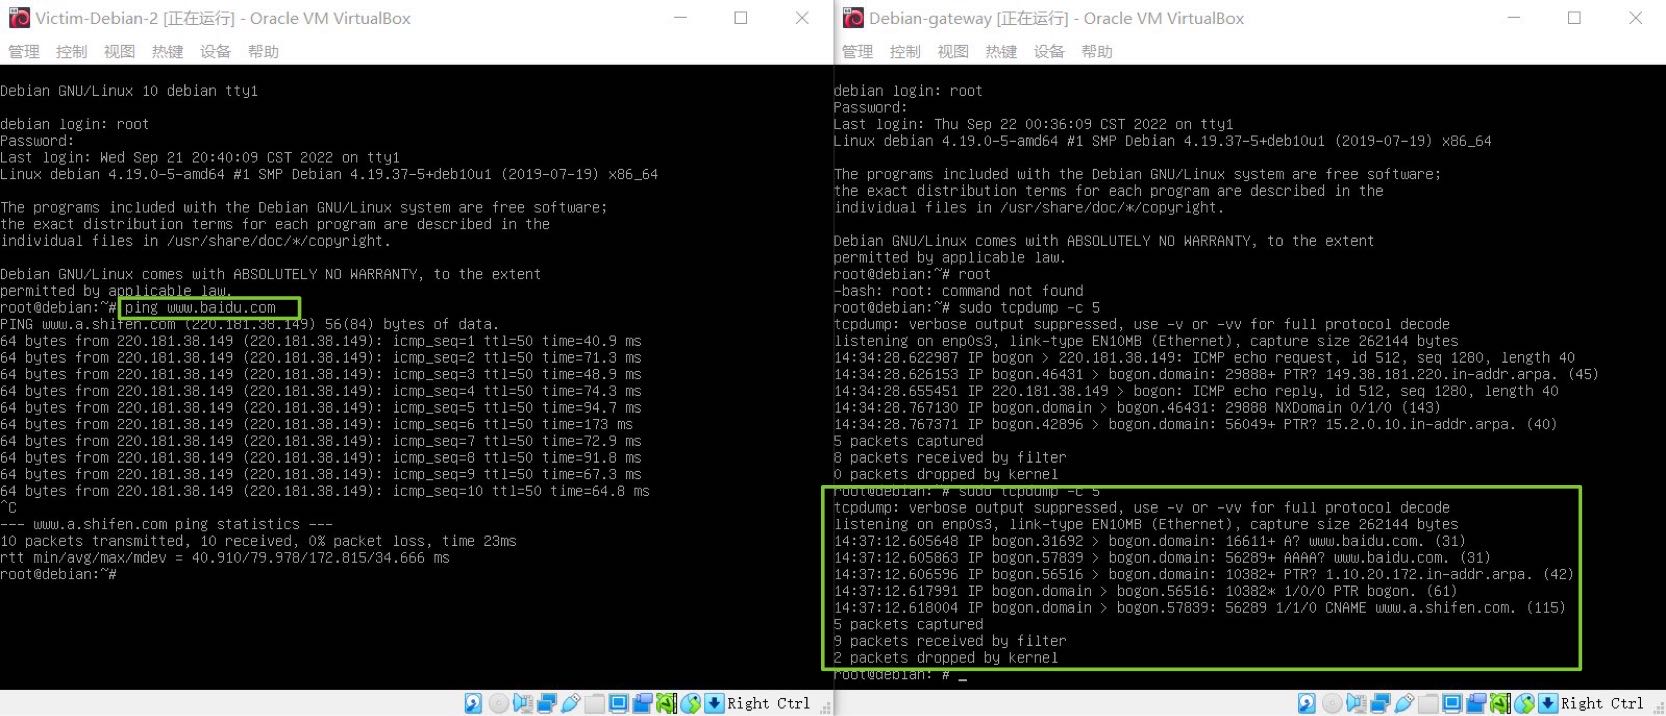 Victim-Debian-2 [正在运行] - Oracle VM VirtualBox
管理 控制 视图 热键 设备 帮助
Debian GNU/Linux 10 debian tty1
debian login: root
Password:
Last login: Wed Sep 21 20:40:09 CST 2022 on tty1
Linux debian 4.19.0-5-amd64 #1 SMP Debian 4.19.37-5+deb10u1 (2019-07-19) x86_64
The programs included with the Debian GNU/Linux system are free software;
the exact distribution terms for each program are described in the
individual files in /usr/share/doc/*/copyright.
Debian GNU/Linux comes with ABSOLUTELY NO WARRANTY, to the extent
permitted by applicable law.
root@debian:~# ping www.baidu.com
PING www.a.shifen.com (220.181.38.149) 56(84) bytes of data.
64 bytes from 220.181.38.149 (220.181.38.149): icmp_seq=1 ttl=50 time=40.9 ms
64 bytes from 220.181.38.149 (220.181.38.149): icmp_seq=2 ttl=50 time=71.3 ms
64 bytes from 220.181.38.149 (220.181.38.149): icmp_seq=3 ttl=50 time=48.9 ms
64 bytes from 220.181.38.149 (220.181.38.149): icmp_seq=4 ttl=50 time=74.3 ms
64 bytes from 220.181.38.149 (220.181.38.149): icmp_seq=5 ttl=50 time=94.7 ms
64 bytes from 220.181.38.149 (220.181.38.149): icmp_seq=6 ttl=50 time=173 ms
64 bytes from 220.181.38.149 (220.181.38.149): icmp_seq=7 ttl=50 time=72.9 ms
64 bytes from 220.181.38.149 (220.181.38.149): icmp_seq=8 ttl=50 time=91.8 ms
64 bytes from 220.181.38.149 (220.181.38.149): icmp_seq=9 ttl=50 time=67.3 ms
64 bytes from 220.181.38.149 (220.181.38.149): icmp_seq=10 ttl=50 time=64.8 ms
^C
--- www.a.shifen.com ping statistics ---
10 packets transmitted, 10 received, 0% packet loss, time 23ms
rtt min/avg/max/mdev = 40.910/79.978/172.815/34.666 ms
root@debian:~#
Right Ctrl
Debian-gateway [正在运行] - Oracle VM VirtualBox
管理 控制 视图 热键 设备 帮助
debian login: root
Password:
Last login: Thu Sep 22 00:36:09 CST 2022 on tty1
Linux debian 4.19.0-5-amd64 #1 SMP Debian 4.19.37-5+deb10u1 (2019-07-19) x86_64
The programs included with the Debian GNU/Linux system are free software;
the exact distribution terms for each program are described in the
individual files in /usr/share/doc/*/copyright.
Debian GNU/Linux comes with ABSOLUTELY NO WARRANTY, to the extent
permitted by applicable law.
root@debian:~# root
-bash: root: command not found
root@debian:~# sudo tcpdump -c 5
tcpdump: verbose output suppressed, use -v or -vv for full protocol decode
listening on enp0s3, link-type EN10MB (Ethernet), capture size 262144 bytes
14:34:28.622987 IP bogon > 220.181.38.149: ICMP echo request, id 512, seq 1280, length 40
14:34:28.626153 IP bogon.46431 > bogon.domain: 29888+ PTR? 149.38.181.220.in-addr.arpa. (45)
14:34:28.655451 IP 220.181.38.149 > bogon: ICMP echo reply, id 512, seq 1280, length 40
14:34:28.767130 IP bogon.domain > bogon.46431: 29888 NXDomain 0/1/0 (143)
14:34:28.767371 IP bogon.42896 > bogon.domain: 56049+ PTR? 15.2.0.10.in-addr.arpa. (40)
5 packets captured
8 packets received by filter
0 packets dropped by kernel
root@debian:~# sudo tcpdump -c 5
tcpdump: verbose output suppressed, use -v or -vv for full protocol decode
listening on enp0s3, link-type EN10MB (Ethernet), capture size 262144 bytes
14:37:12.605648 IP bogon.31692 > bogon.domain: 16611+ A? www.baidu.com. (31)
14:37:12.605863 IP bogon.57839 > bogon.domain: 56289+ AAAA? www.baidu.com. (31)
14:37:12.606596 IP bogon.56516 > bogon.domain: 10382+ PTR? 1.10.20.172.in-addr.arpa. (42)
14:37:12.617991 IP bogon.domain > bogon.56516: 10382* 1/0/0 PTR bogon. (61)
14:37:12.618004 IP bogon.domain > bogon.57839: 56289 1/1/0 CNAME www.a.shifen.com. (115)
5 packets captured
9 packets received by filter
2 packets dropped by kernel
root@debian:~# _
Right Ctrl